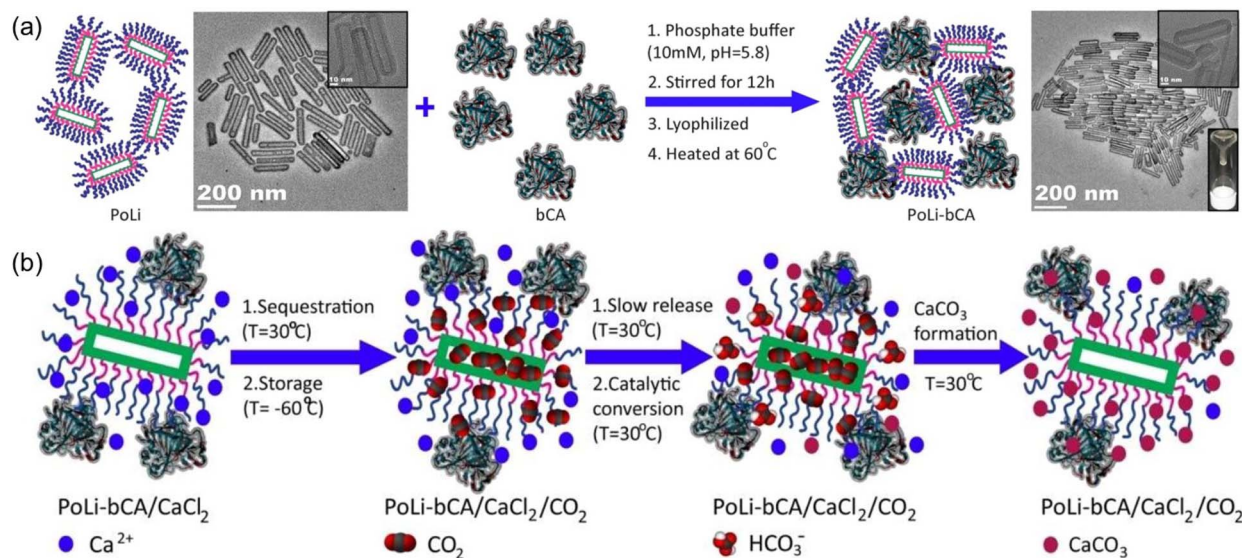 (a)
10 nm
200 nm
PoLi
+
bCA
1. Phosphate buffer
(10mM, pH=5.8)
2. Stirred for 12h
3. Lyophilized
4. Heated at 60°C
PoLi-bCA
10 nm
200 nm
(b)
1.Sequestration
(T=30°C)
2.Storage
(T= -60°C)
1.Slow release
(T=30°C)
2. Catalytic
conversion
(T=30°C)
CaCO₃
formation
T=30°C
PoLi-bCA/CaCl₂
PoLi-bCA/CaCl₂/CO₂
PoLi-bCA/CaCl₂/CO₂
PoLi-bCA/CaCl₂/CO₂
Ca²⁺
CO₂
HCO₃⁻
CaCO₃